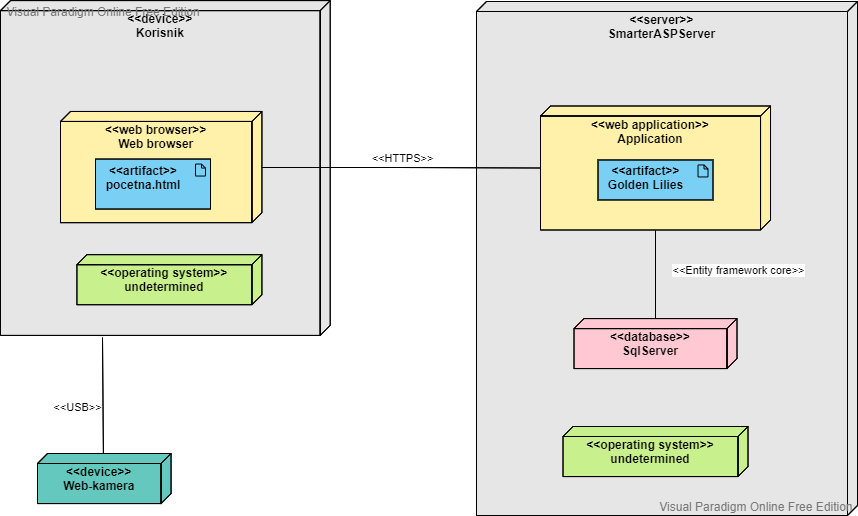 Visual Paradigm Online Free Edition
<<device>>
Korisnik
<<web browser>>
Web browser
<<artifact>>
pocetna.html
<<operating system>>
undetermined
<<HTTPS>>
<<USB>>
<<device>>
Web-kamera
<<server>>
SmarterASPServer
<<web application>>
Application
<<artifact>>
Golden Lilies
<<Entity framework core>>
<<database>>
SqlServer
<<operating system>>
undetermined
Visual Paradigm Online Free Edition